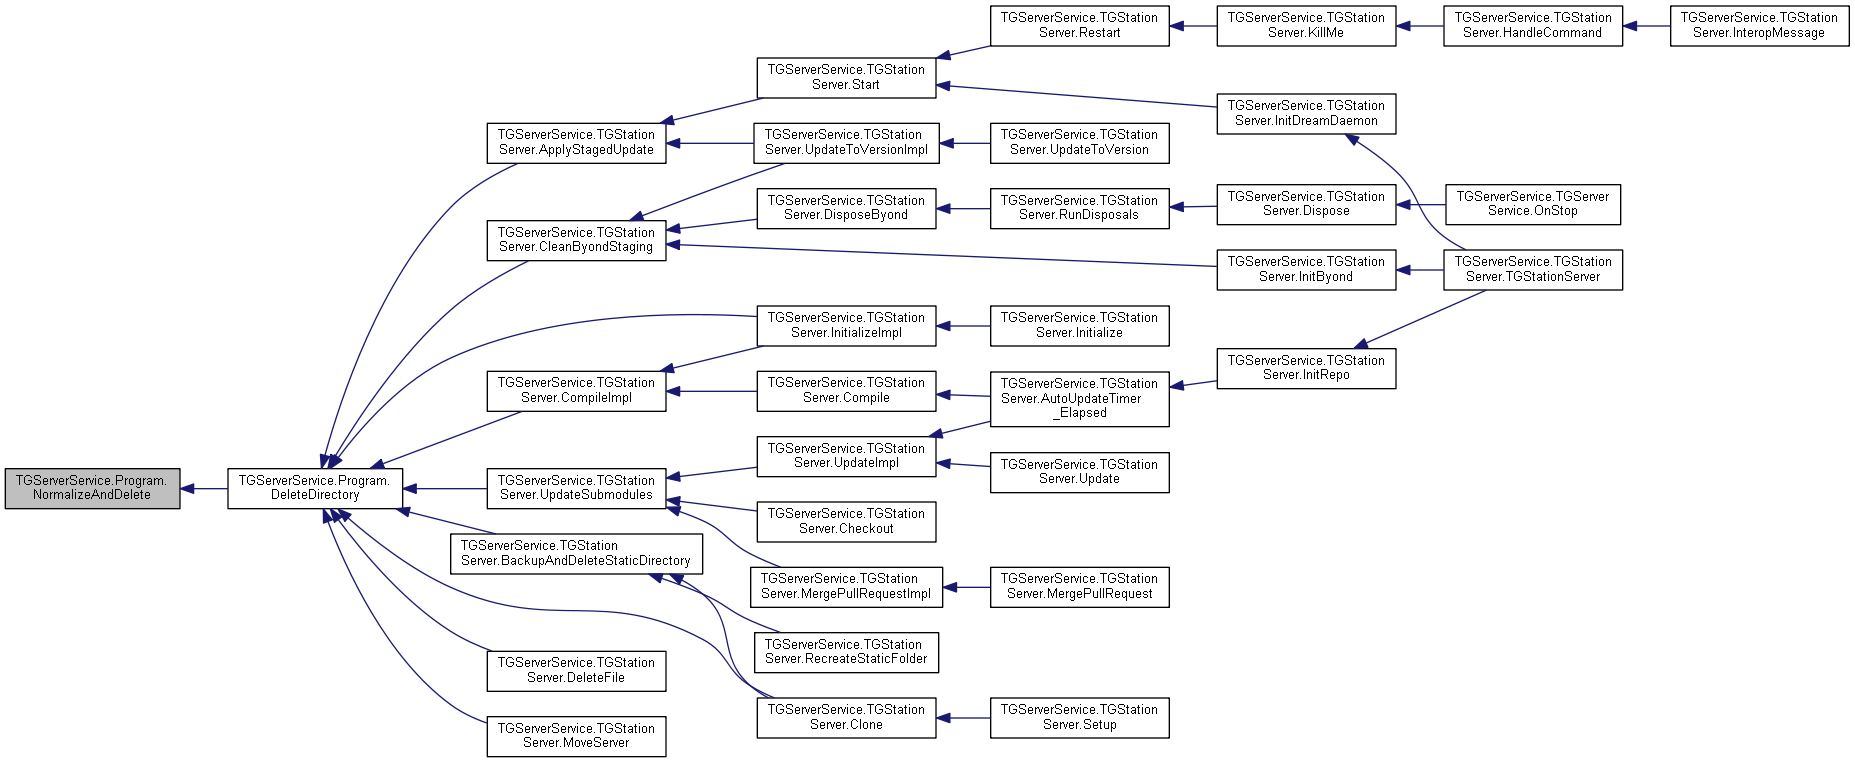 TGServerService.TGStation
Server.Restart
TGServerService.TGStation
Server.KillMe
TGServerService.TGStation
Server.HandleCommand
TGServerService.TGStation
Server.InteropMessage
TGServerService.TGStation
Server.Start
TGServerService.TGStation
Server.InitDreamDaemon
TGServerService.TGStation
Server.ApplyStagedUpdate
TGServerService.TGStation
Server.UpdateToVersionImpl
TGServerService.TGStation
Server.UpdateToVersion
TGServerService.TGStation
Server.DisposeByond
TGServerService.TGStation
Server.RunDisposals
TGServerService.TGStation
Server.Dispose
TGServerService.TGServer
Service.OnStop
TGServerService.TGStation
Server.CleanByondStaging
TGServerService.TGStation
Server.InitByond
TGServerService.TGStation
Server.TGStationServer
TGServerService.TGStation
Server.InitializeImpl
TGServerService.TGStation
Server.Initialize
TGServerService.TGStation
Server.InitRepo
TGServerService.TGStation
Server.CompileImpl
TGServerService.TGStation
Server.Compile
TGServerService.TGStation
Server.AutoUpdateTimer
_Elapsed
TGServerService.TGStation
Server.UpdateImpl
TGServerService.TGStation
Server.Update
TGServerService.Program.
NormalizeAndDelete
TGServerService.Program.
DeleteDirectory
TGServerService.TGStation
Server.UpdateSubmodules
TGServerService.TGStation
Server.Checkout
TGServerService.TGStation
Server.BackupAndDeleteStaticDirectory
TGServerService.TGStation
Server.MergePullRequestImpl
TGServerService.TGStation
Server.MergePullRequest
TGServerService.TGStation
Server.RecreateStaticFolder
TGServerService.TGStation
Server.DeleteFile
TGServerService.TGStation
Server.Clone
TGServerService.TGStation
Server.Setup
TGServerService.TGStation
Server.MoveServer